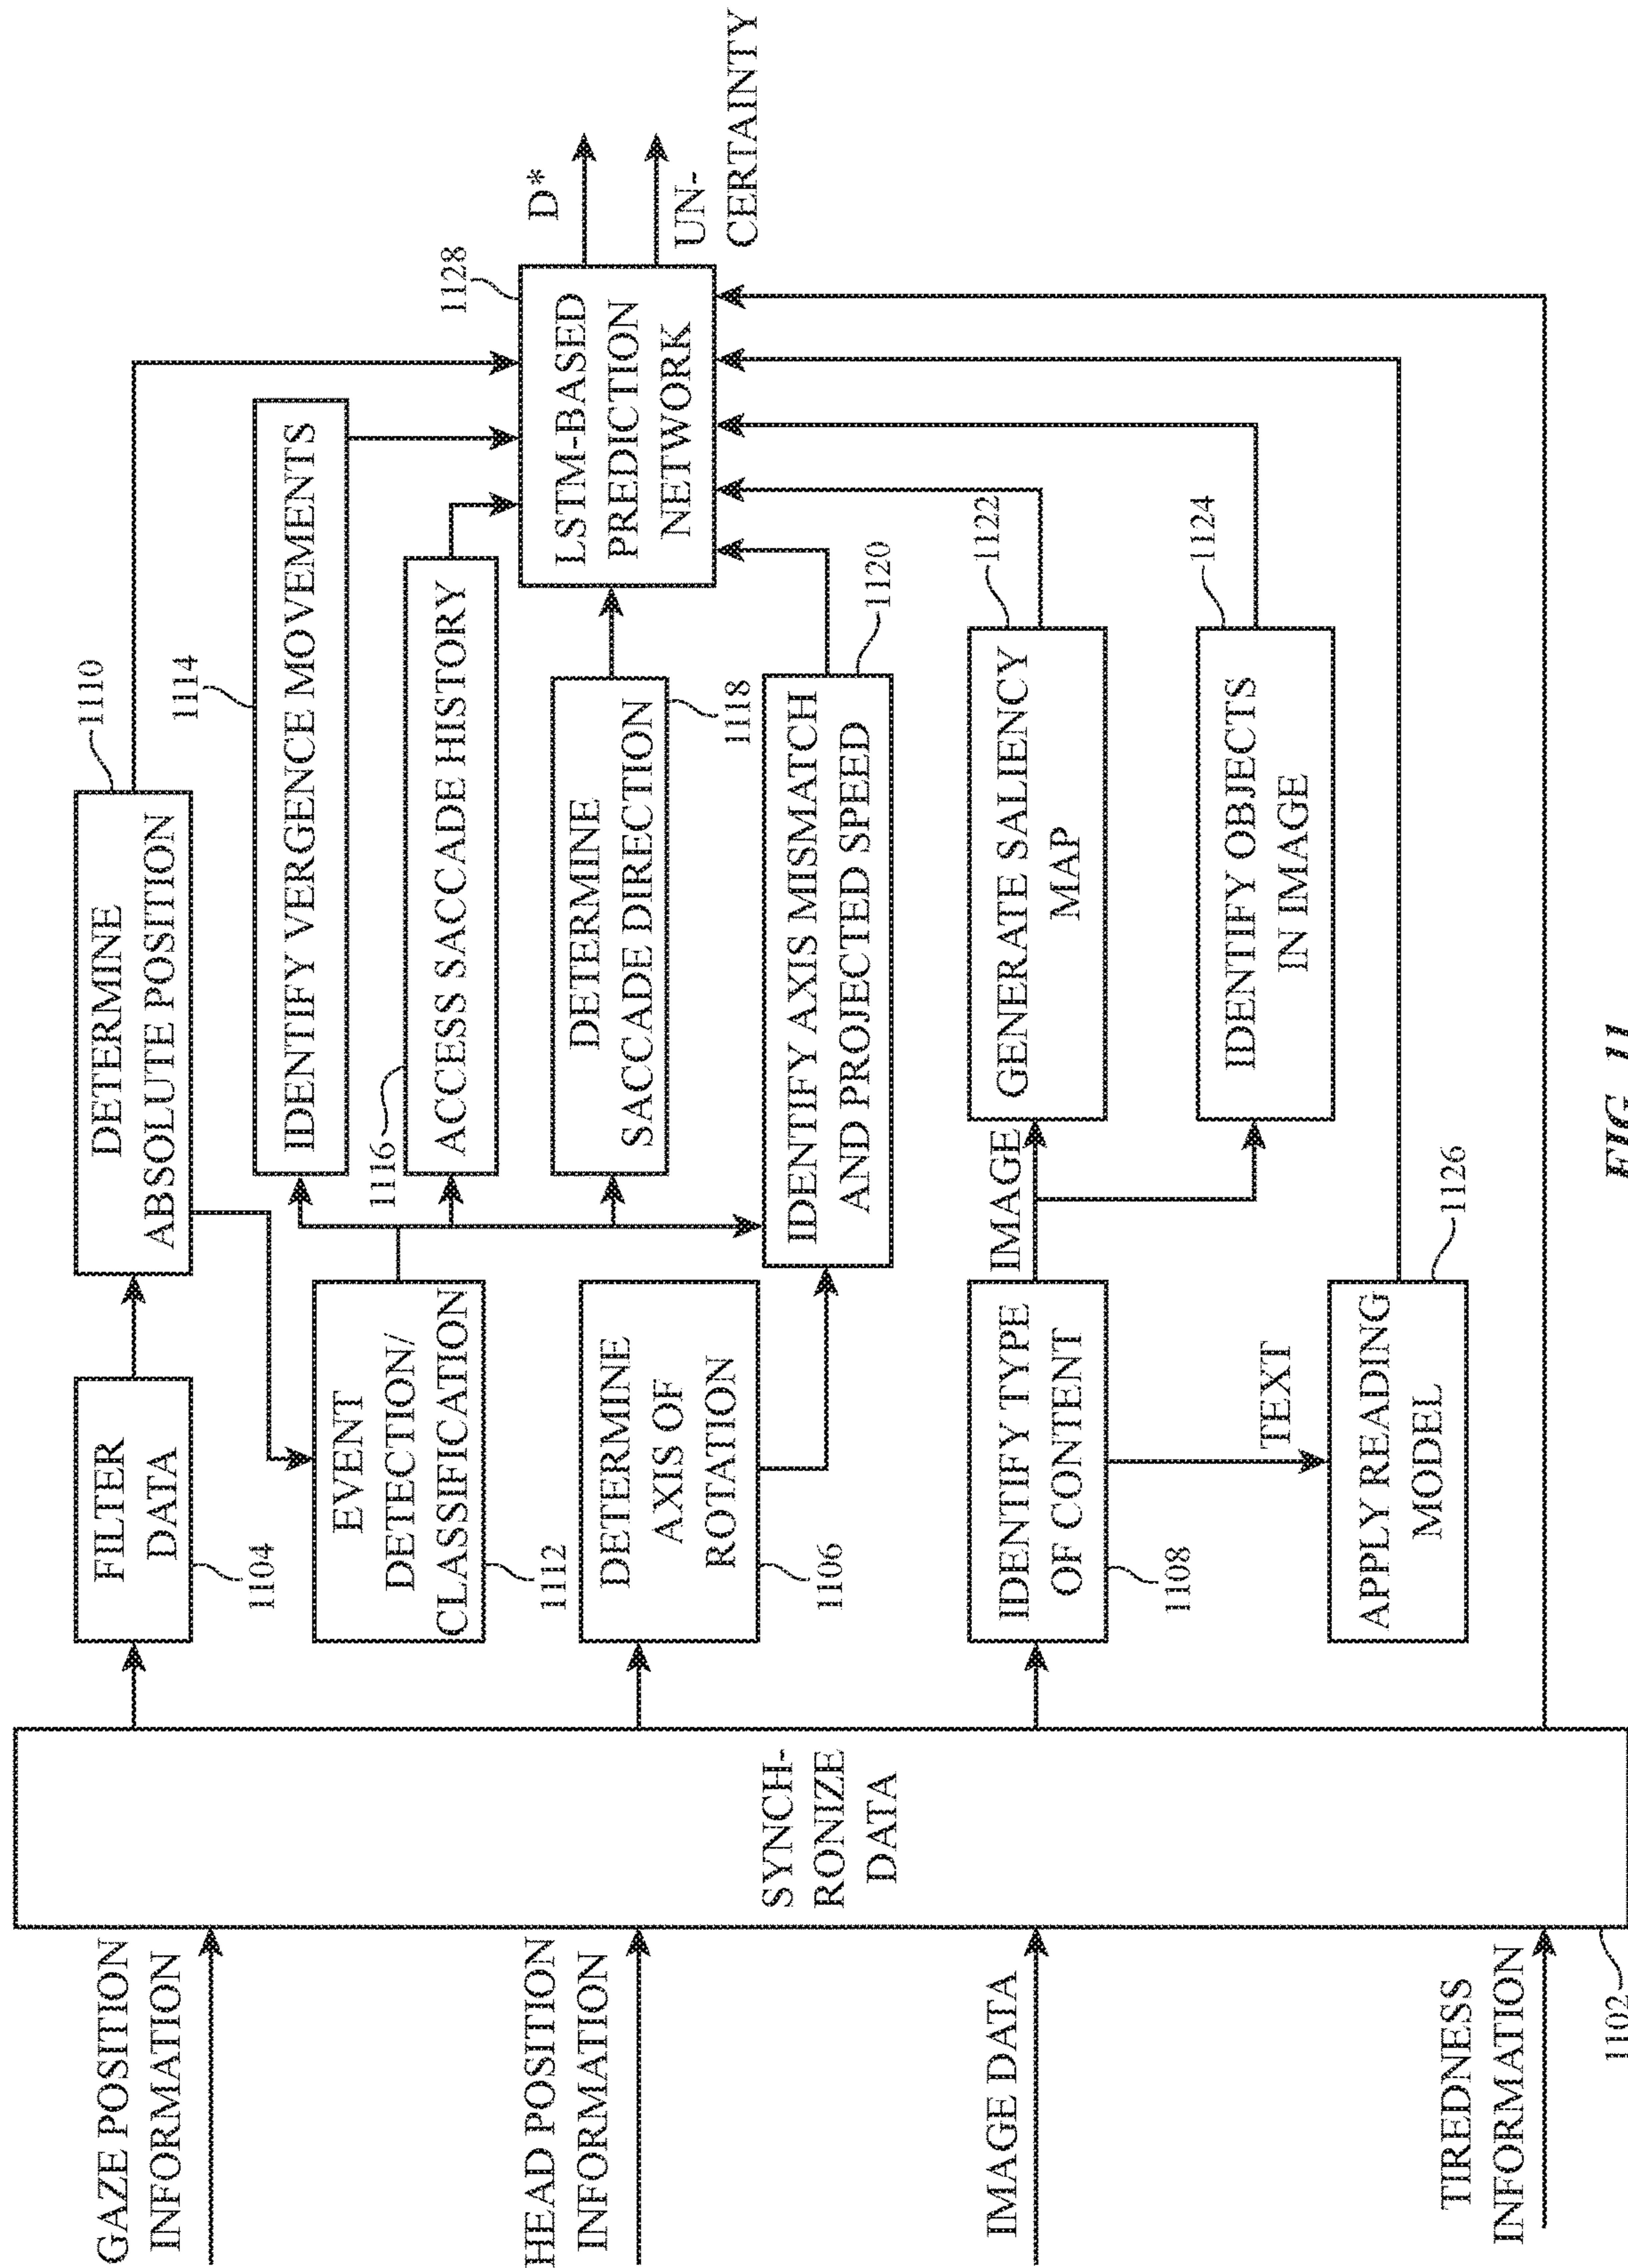 GAZE POSITION
INFORMATION
HEAD POSITION
INFORMATION
IMAGE DATA
TIREDNESS
INFORMATION
SYNCH-
RONIZE
DATA
1102
FILTER
DATA
1104
DETERMINE
ABSOLUTE POSITION
1110
EVENT
DETECTION/
CLASSIFICATION
1112
DETERMINE
AXIS OF
ROTATION
1106
IDENTIFY TYPE
OF CONTENT
1108
IMAGE
TEXT
APPLY READING
MODEL
1126
IDENTIFY VERGENCE MOVEMENTS
1114
ACCESS SACCADE HISTORY
1116
DETERMINE
SACCADE DIRECTION
1118
IDENTIFY AXIS MISMATCH
AND PROJECTED SPEED
1120
GENERATE SALIENCY
MAP
1122
IDENTIFY OBJECTS
IN IMAGE
1124
LSTM-BASED
PREDICTION
NETWORK
1128
D*
UN-
CERTAINTY
FIG. 11